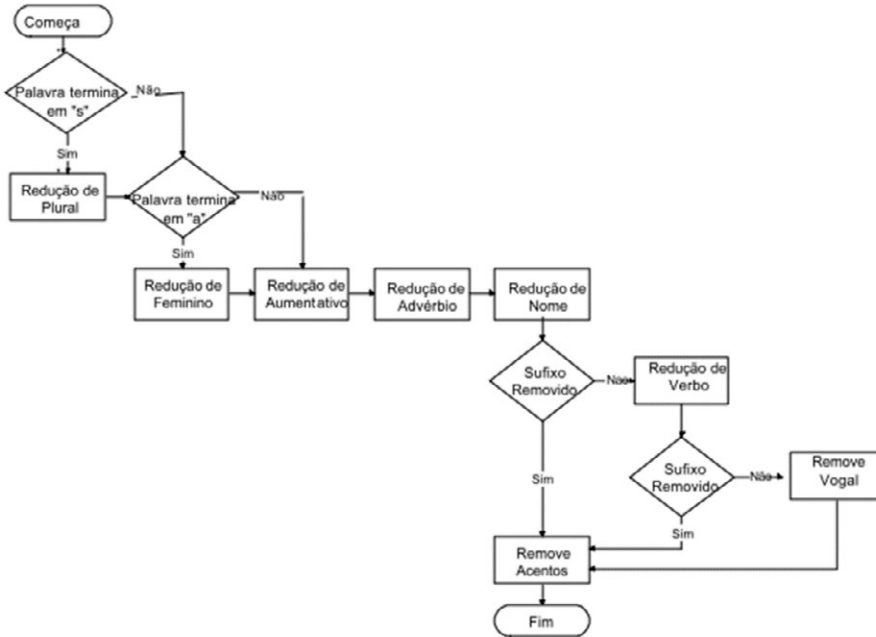 Começa
Palavra termina
em "s"
Não
Sim
Redução de
Plural
Palavra termina
em "a"
Não
Sim
Redução de
Feminino
Redução de
Aumentativo
Redução de
Advérbio
Redução de
Nome
Sufixo
Removido
Nao
Redução de
Verbo
Sim
Sufixo
Removido
Não
Remove
Vogal
Sim
Remove
Acentos
Fim